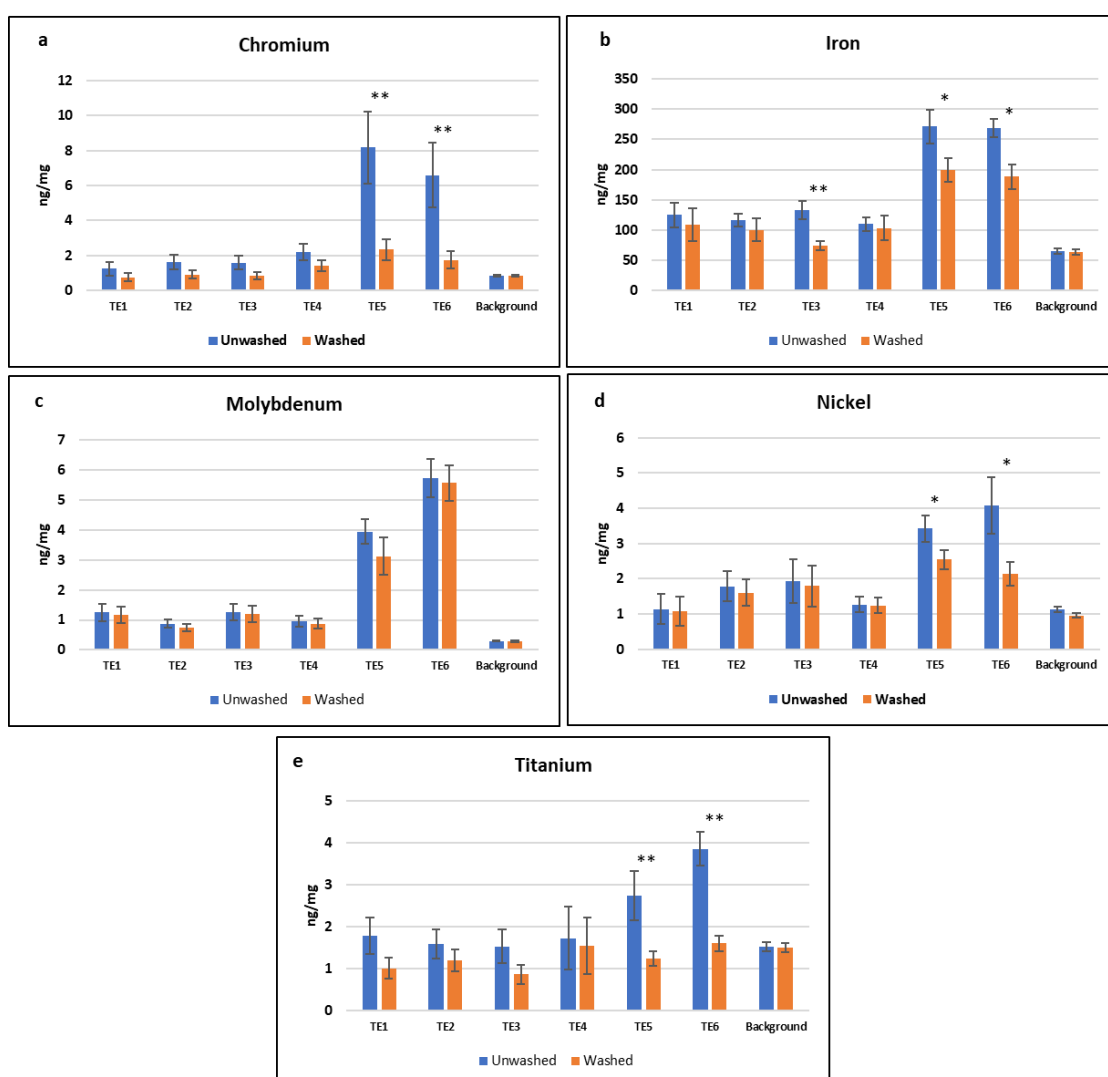 a
Chromium
12
10
8
6
4
2
0
ng/mg
**
**
TE1 TE2 TE3 TE4 TE5 TE6 Background
Unwashed Washed
b
Iron
350
300
250
200
150
100
50
0
ng/mg
**
*
*
TE1 TE2 TE3 TE4 TE5 TE6 Background
Unwashed Washed
c
Molybdenum
7
6
5
4
3
2
1
0
ng/mg
TE1 TE2 TE3 TE4 TE5 TE6 Background
Unwashed Washed
d
Nickel
6
5
4
3
2
1
0
ng/mg
*
*
TE1 TE2 TE3 TE4 TE5 TE6 Background
Unwashed Washed
e
Titanium
5
4
3
2
1
0
ng/mg
**
**
TE1 TE2 TE3 TE4 TE5 TE6 Background
Unwashed Washed